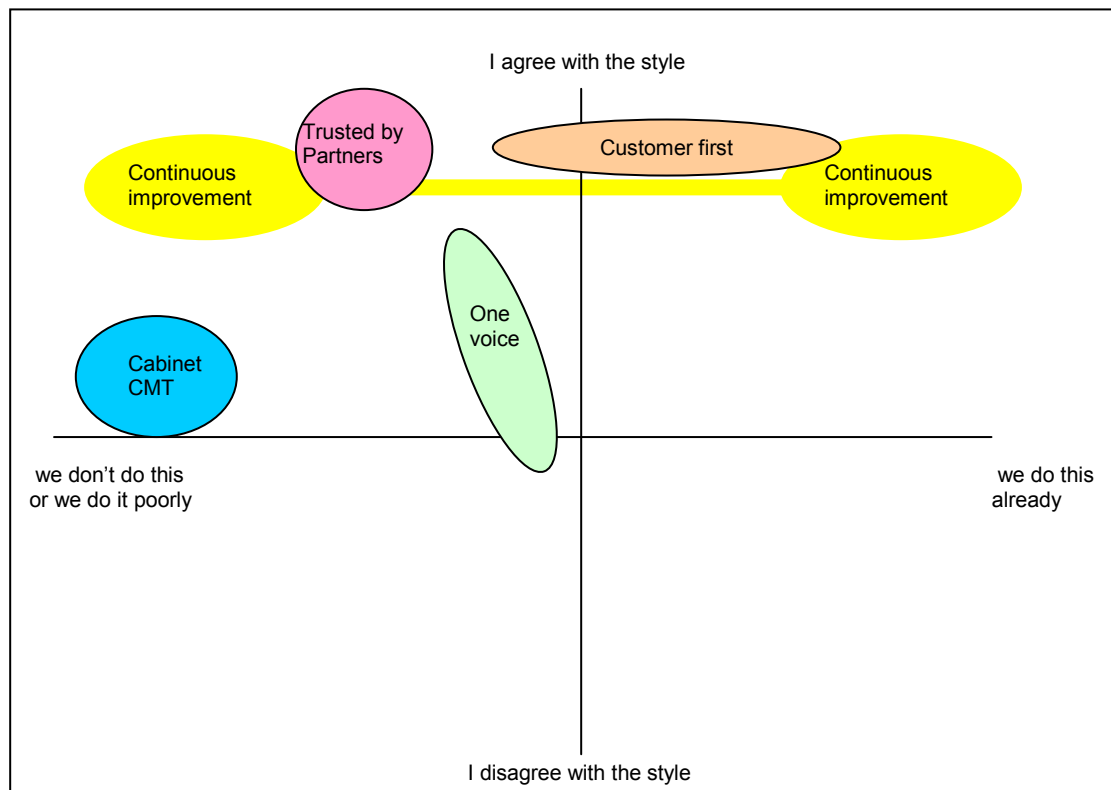 I agree with the style
Trusted by
Partners
Customer first
Continuous
improvement
Continuous
improvement
One
voice
Cabinet
CMT
we don’t do this
or we do it poorly
we do this
already
I disagree with the style